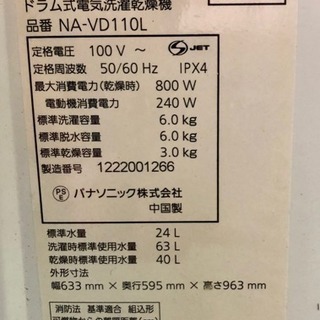 ドラム式電気洗濯乾燥機
品番 NA-VD110L
定格電圧 100 V ～ S JET
定格周波数 50/60 Hz IPX4
最大消費電力(乾燥時) 800 W
電動機消費電力 240 W
標準洗濯容量 6.0 kg
標準脱水容量 6.0 kg
標準乾燥容量 3.0 kg
製造番号 1222001266
PS E パナソニック株式会社
中国製
標準水量 24 L
洗濯時標準使用水量 63 L
乾燥時標準使用水量 40 L
外形寸法
幅633 mm × 奥行595 mm × 高さ963 mm
消防法 基準適合 組込形